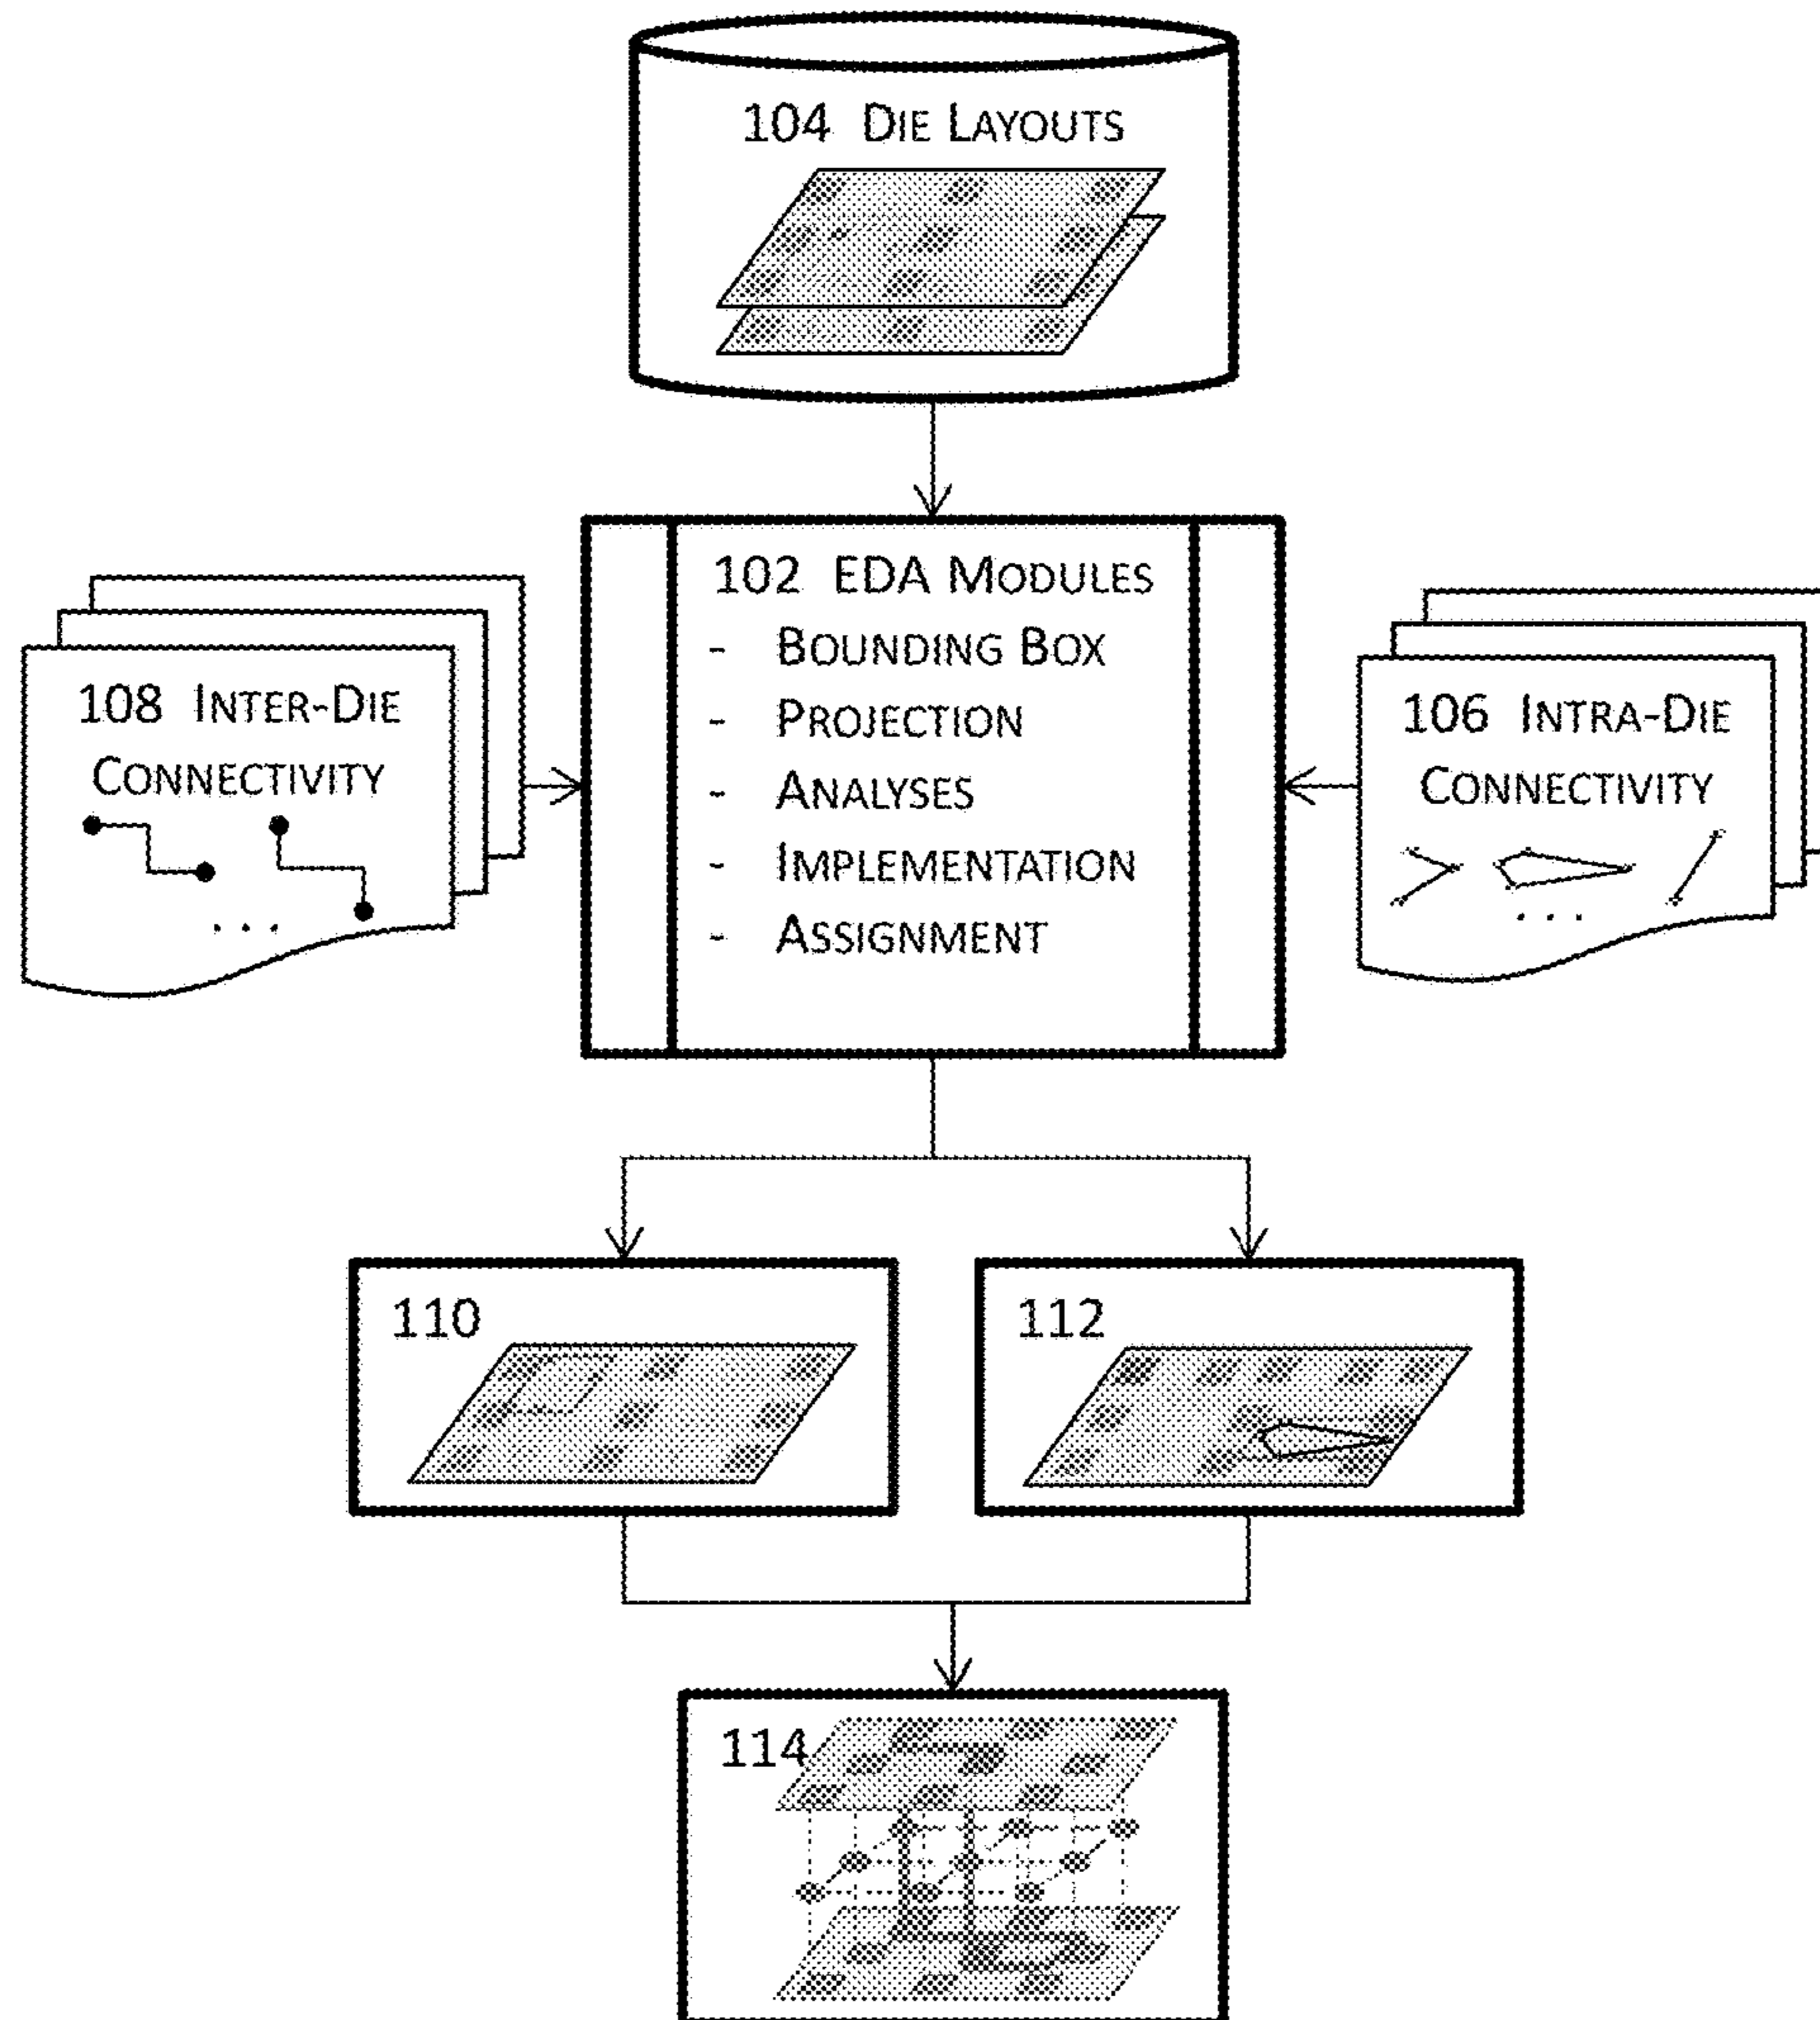 104 DIE LAYOUTS
102 EDA MODULES
- BOUNDING BOX
- PROJECTION
- ANALYSES
- IMPLEMENTATION
- ASSIGNMENT
108 INTER-DIE
CONNECTIVITY
. . .
106 INTRA-DIE
CONNECTIVITY
. . .
110
112
114